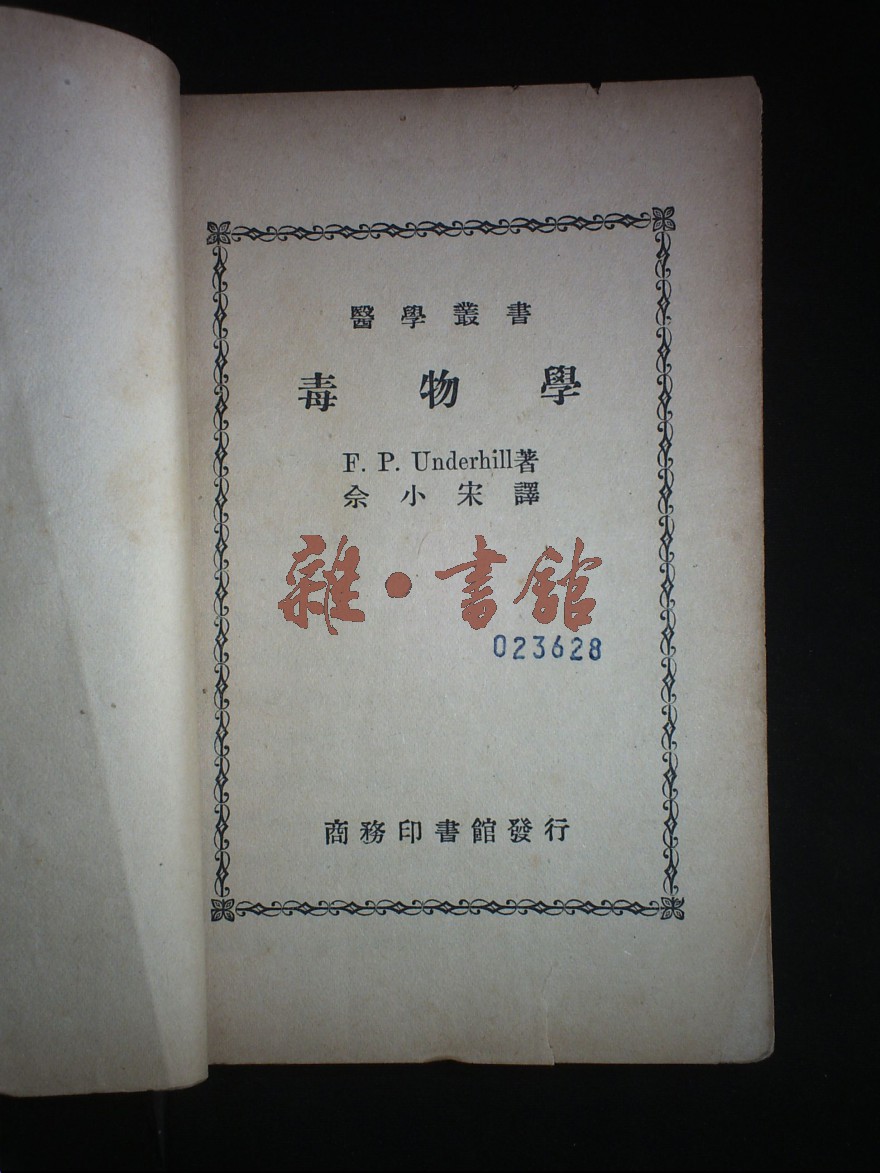 醫學叢書
毒物學
F. P. Underhill著
佘小宋譯
雜·書館
023628
商務印書館發行